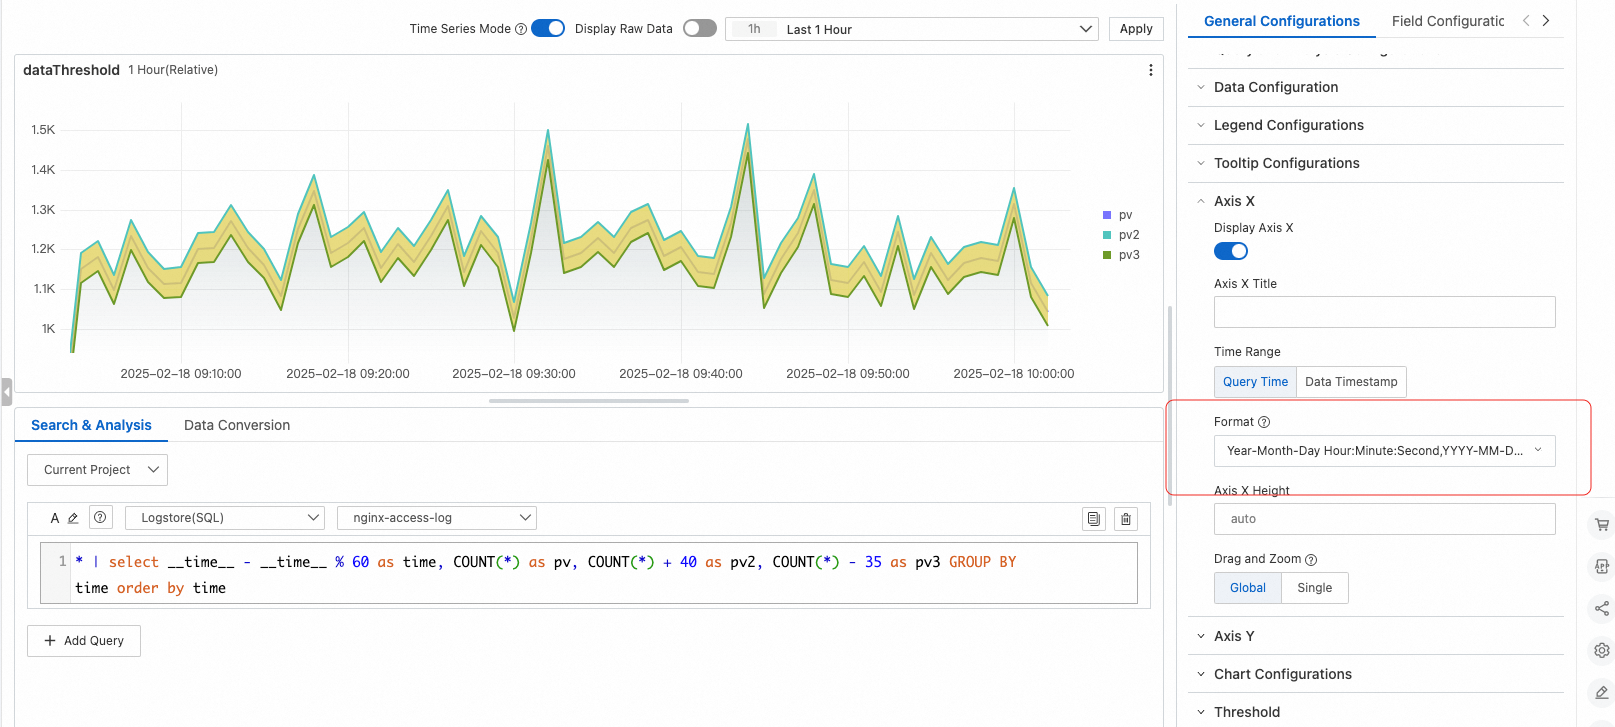 Time Series Mode
Display Raw Data
1h Last 1 Hour
Apply
dataThreshold 1 Hour(Relative)
1.5K
1.4K
1.3K
1.2K
1.1K
1K
2025-02-18 09:10:00
2025-02-18 09:20:00
2025-02-18 09:30:00
2025-02-18 09:40:00
2025-02-18 09:50:00
2025-02-18 10:00:00
pv
pv2
pv3
Search & Analysis
Data Conversion
Current Project
A
Logstore(SQL)
nginx-access-log
1 * | select __time__ - __time__ % 60 as time, COUNT(*) as pv, COUNT(*) + 40 as pv2, COUNT(*) - 35 as pv3 GROUP BY
time order by time
+ Add Query
General Configurations
Field Configuratic
Data Configuration
Legend Configurations
Tooltip Configurations
Axis X
Display Axis X
Axis X Title
Time Range
Query Time
Data Timestamp
Format
Year-Month-Day Hour:Minute:Second,YYYY-MM-D...
Axis X Height
auto
Drag and Zoom
Global
Single
Axis Y
Chart Configurations
Threshold